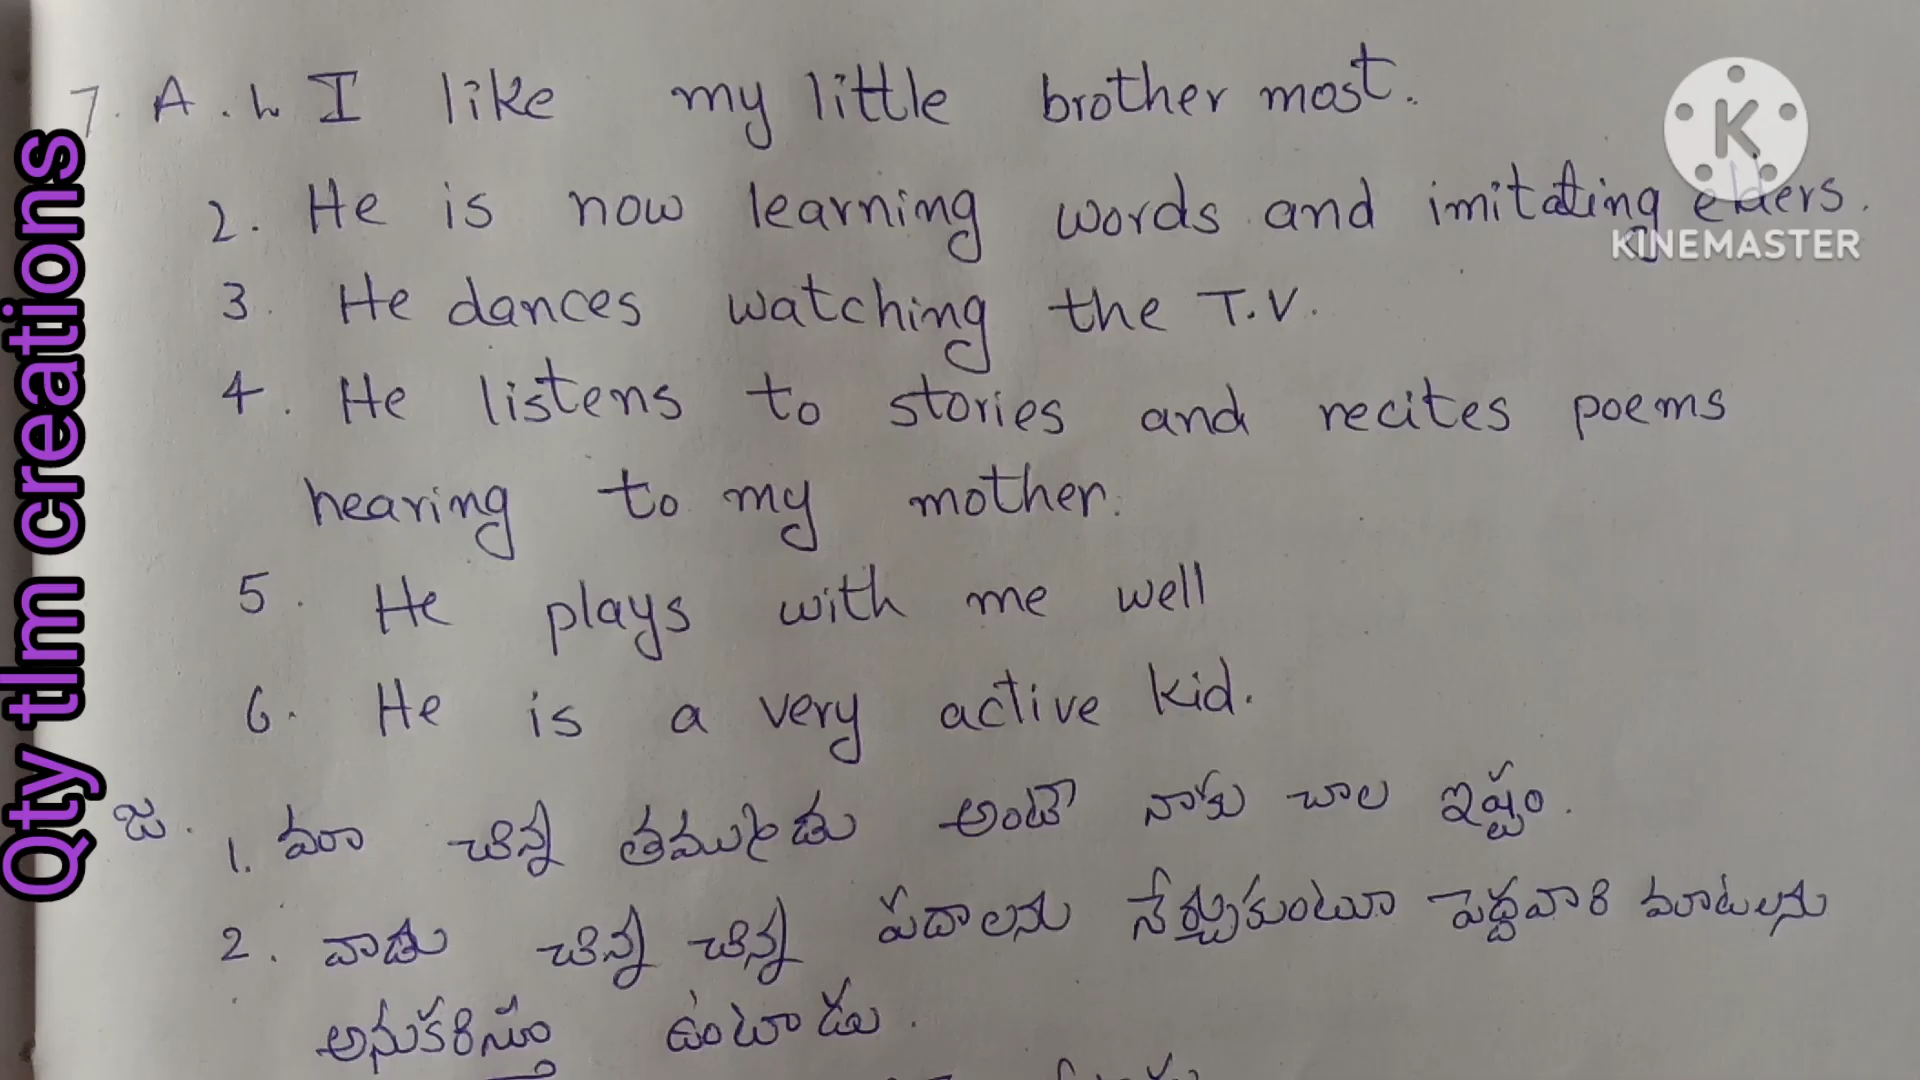 7. A. 1. I like my little brother most.
2. He is now learning words and imitating elders.
KINEMASTER
3. He dances watching the T.V.
4. He listens to stories and recites poems
hearing to my mother.
5. He plays with me well
6. He is a very active kid.
జ. 1. మా చిన్న తమ్ముడు అంటే నాకు చాల ఇష్టం.
2. వాడు చిన్న చిన్న పదాలను నేర్చుకుంటూ పెద్దవారి మాటలను
అనుకరిస్తూ ఉంటాడు.
Qty tlm creations